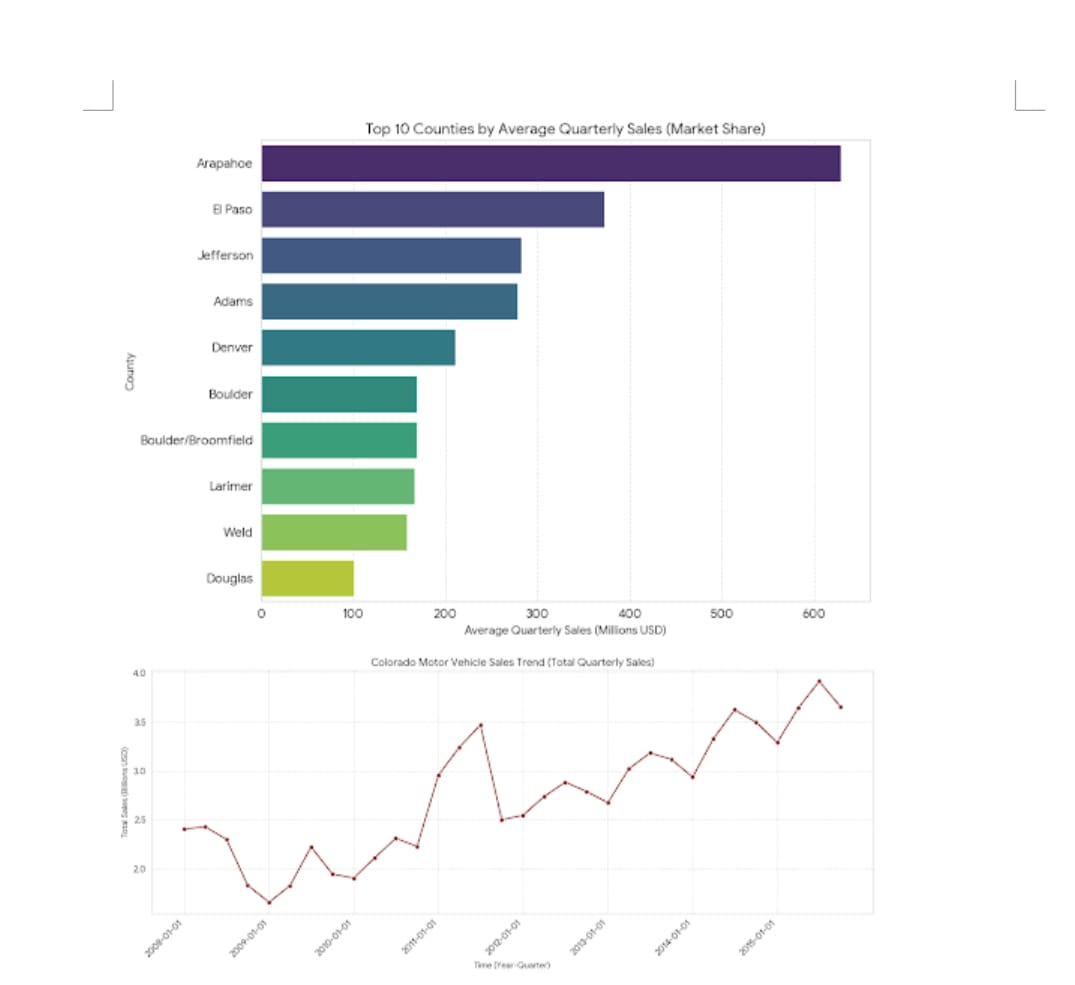 Top 10 Counties by Average Quarterly Sales (Market Share)
Arapahoe
El Paso
Jefferson
Adams
Denver
County
Boulder
Boulder/Broomfield
Larimer
Weld
Douglas
0 100 200 300 400 500 600
Average Quarterly Sales (Millions USD)
Colorado Motor Vehicle Sales Trend (Total Quarterly Sales)
4.0
3.5
3.0
2.5
2.0
Total Sales (Billions USD)
2008-01-01 2009-01-01 2010-01-01 2011-01-01 2012-01-01 2013-01-01 2014-01-01 2015-01-01
Time (Year-Quarter)